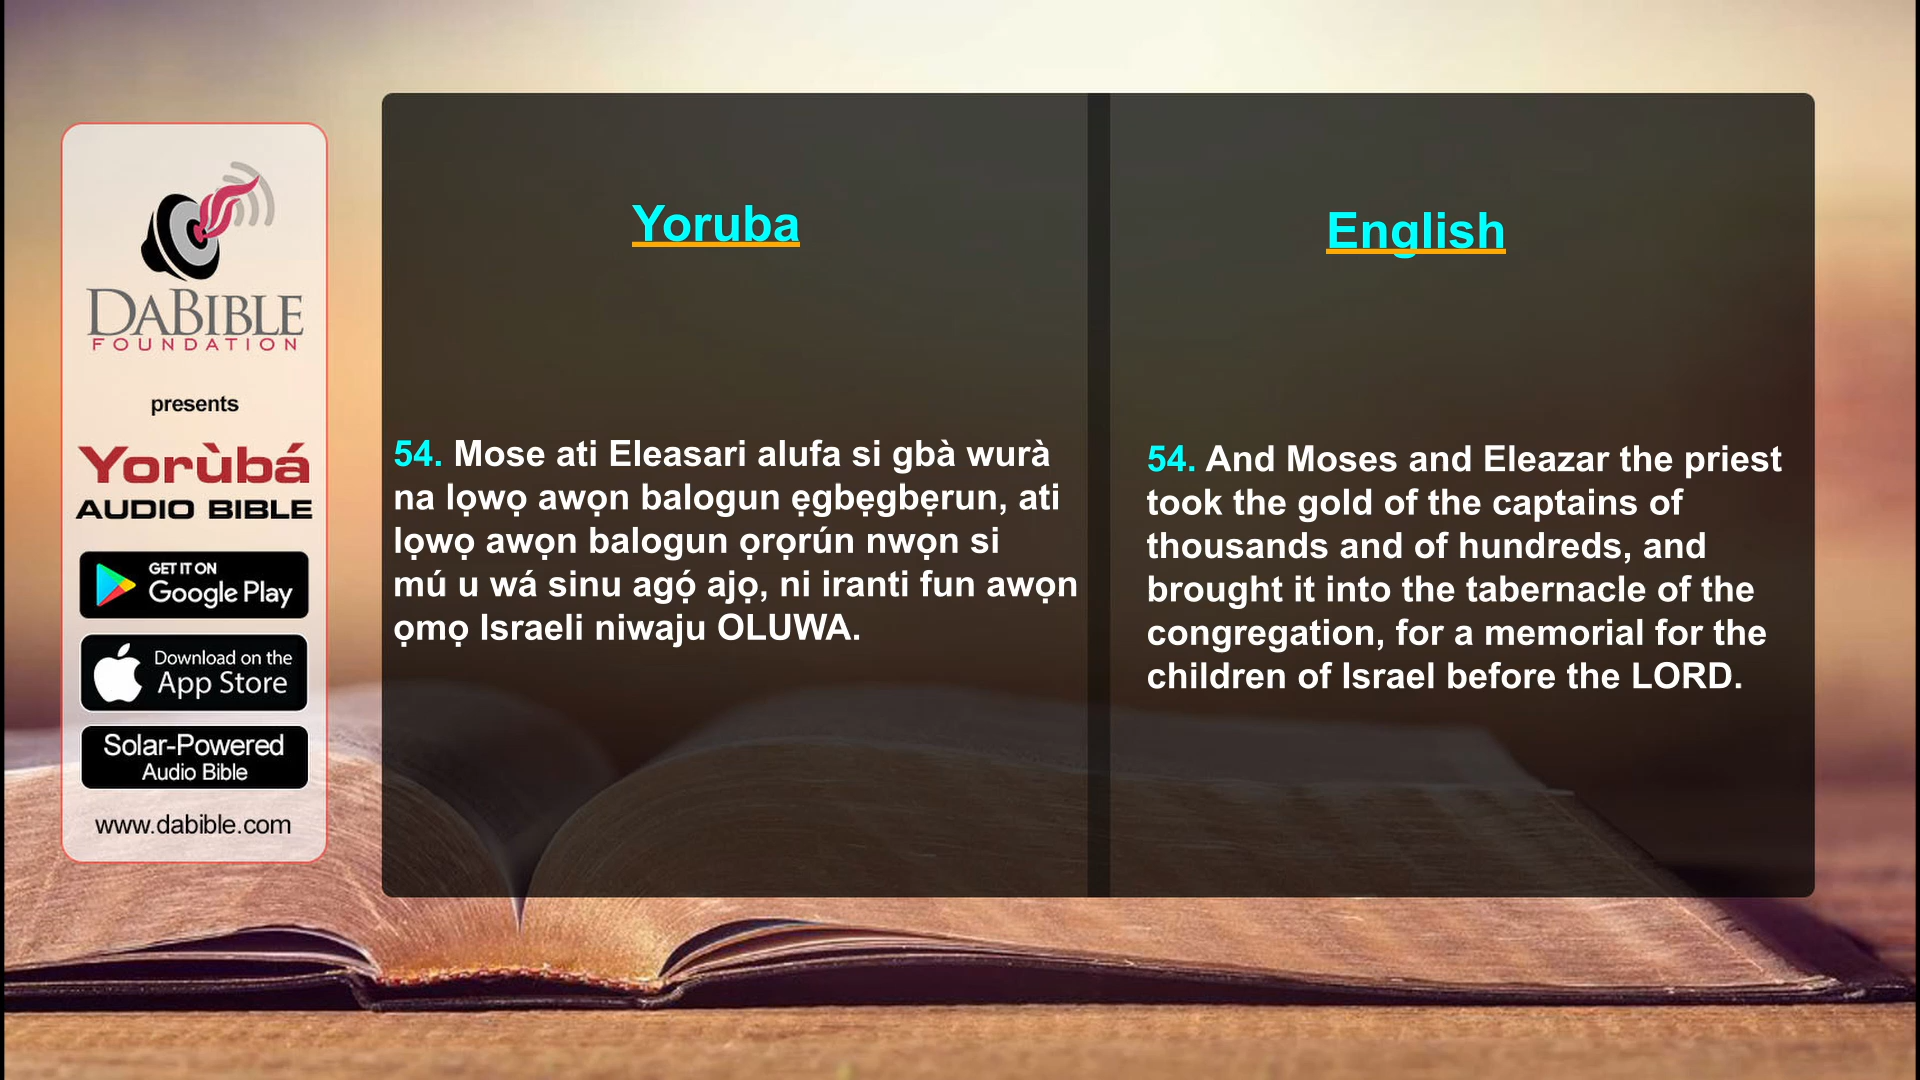 DABIBLE
FOUNDATION
presents
Yorùbá
AUDIO BIBLE
GET IT ON
Google Play
Download on the
App Store
Solar-Powered
Audio Bible
www.dabible.com
Yoruba
54. Mose ati Eleasari alufa si gbà wurà
na lọwọ awọn balogun ẹgbẹgbẹrun, ati
lọwọ awọn balogun ọrọrún nwọn si
mú u wá sinu agọ́ ajọ, ni iranti fun awọn
ọmọ Israeli niwaju OLUWA.
English
54. And Moses and Eleazar the priest
took the gold of the captains of
thousands and of hundreds, and
brought it into the tabernacle of the
congregation, for a memorial for the
children of Israel before the LORD.